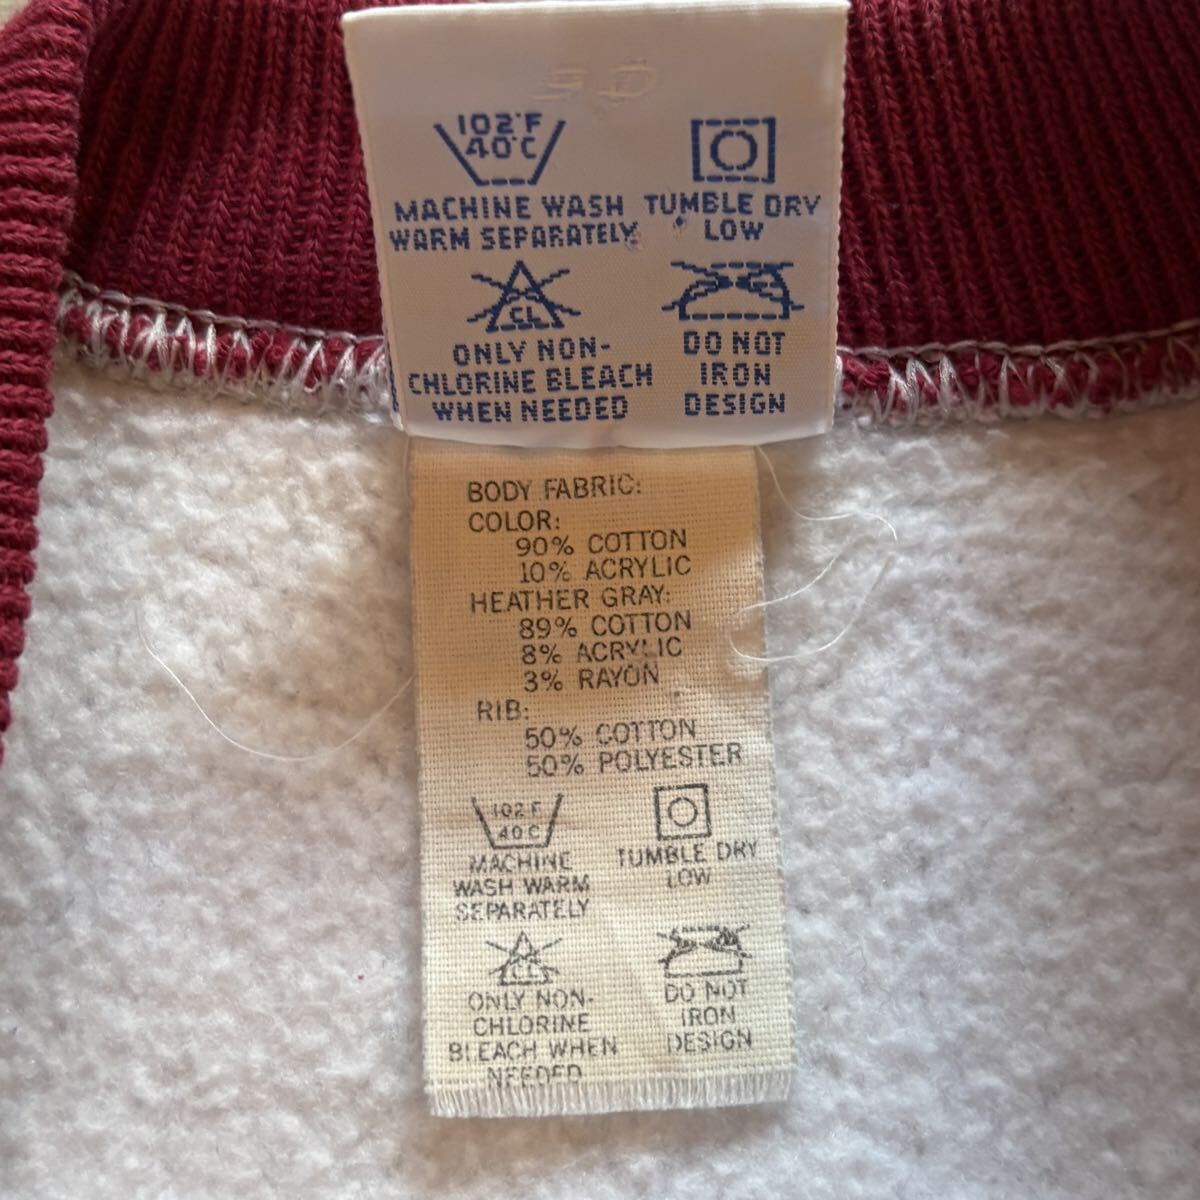 102°F
40°C
MACHINE WASH
WARM SEPARATELY
TUMBLE DRY
LOW
CL
ONLY NON-
CHLORINE BLEACH
WHEN NEEDED
DO NOT
IRON
DESIGN
BODY FABRIC:
COLOR:
90% COTTON
10% ACRYLIC
HEATHER GRAY:
89% COTTON
8% ACRYLIC
3% RAYON
RIB:
50% COTTON
50% POLYESTER
102 F
40 C
MACHINE
WASH WARM
SEPARATELY
TUMBLE DRY
LOW
CL
ONLY NON-
CHLORINE
BLEACH WHEN
NEEDED
DO NOT
IRON
DESIGN